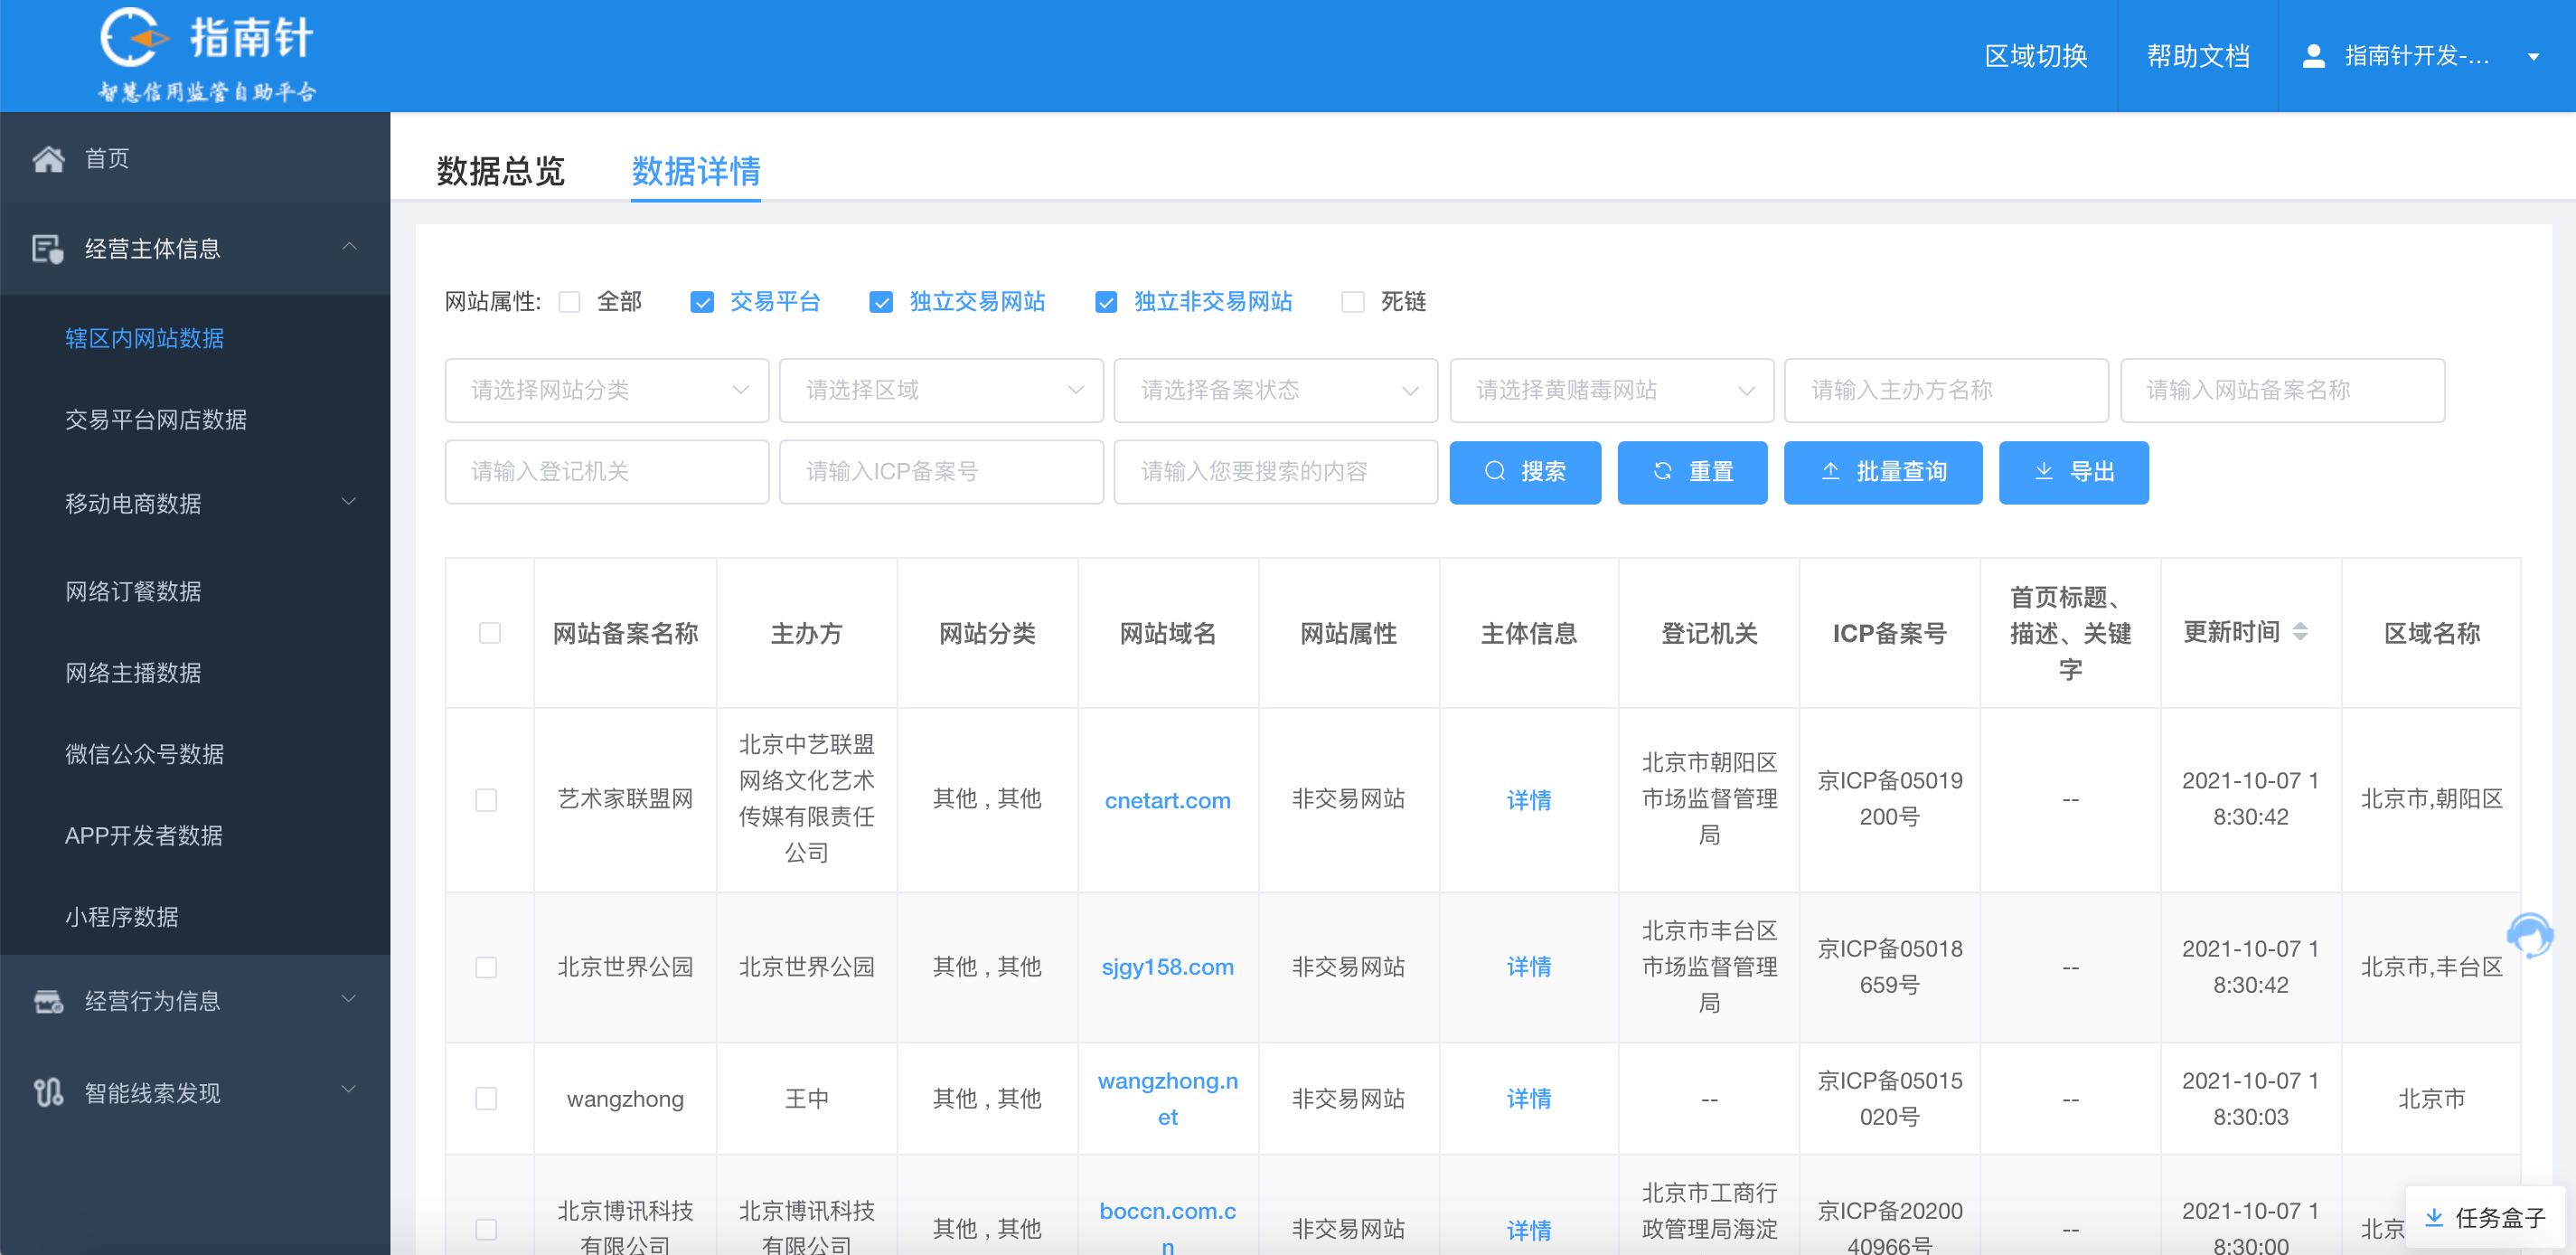 指南针
智慧信用监管自助平台
区域切换
帮助文档
指南针开发-...
首页
经营主体信息
辖区内网站数据
交易平台网店数据
移动电商数据
网络订餐数据
网络主播数据
微信公众号数据
APP开发者数据
小程序数据
经营行为信息
智能线索发现
数据总览
数据详情
网站属性:
全部
交易平台
独立交易网站
独立非交易网站
死链
请选择网站分类
请选择区域
请选择备案状态
请选择黄赌毒网站
请输入主办方名称
请输入网站备案名称
请输入登记机关
请输入ICP备案号
请输入您要搜索的内容
搜索
重置
批量查询
导出
网站备案名称
主办方
网站分类
网站域名
网站属性
主体信息
登记机关
ICP备案号
首页标题、
描述、关键
字
更新时间
区域名称
艺术家联盟网
北京中艺联盟
网络文化艺术
传媒有限责任
公司
其他 , 其他
cnetart.com
非交易网站
详情
北京市朝阳区
市场监督管理
局
京ICP备05019
200号
--
2021-10-07 1
8:30:42
北京市,朝阳区
北京世界公园
北京世界公园
其他 , 其他
sjgy158.com
非交易网站
详情
北京市丰台区
市场监督管理
局
京ICP备05018
659号
--
2021-10-07 1
8:30:42
北京市,丰台区
wangzhong
王中
其他 , 其他
wangzhong.n
et
非交易网站
详情
--
京ICP备05015
020号
--
2021-10-07 1
8:30:03
北京市
北京博讯科技
有限公司
北京博讯科技
有限公司
其他 , 其他
boccn.com.c
n
非交易网站
详情
北京市工商行
政管理局海淀
京ICP备20200
40966号
--
2021-10-07 1
8:30:00
北京
任务盒子